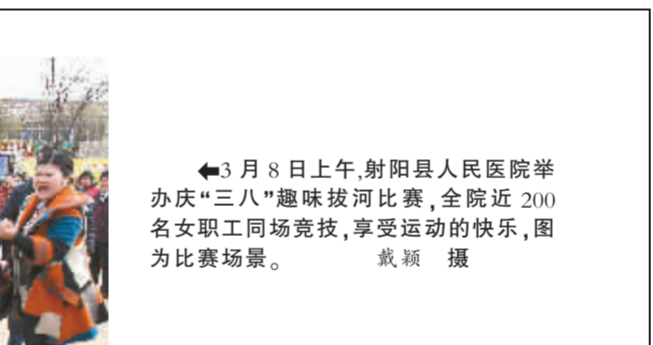 ←3月8日上午,射阳县人民医院举
办庆“三八”趣味拔河比赛,全院近200
名女职工同场竞技,享受运动的快乐,图
为比赛场景。 戴颖 摄